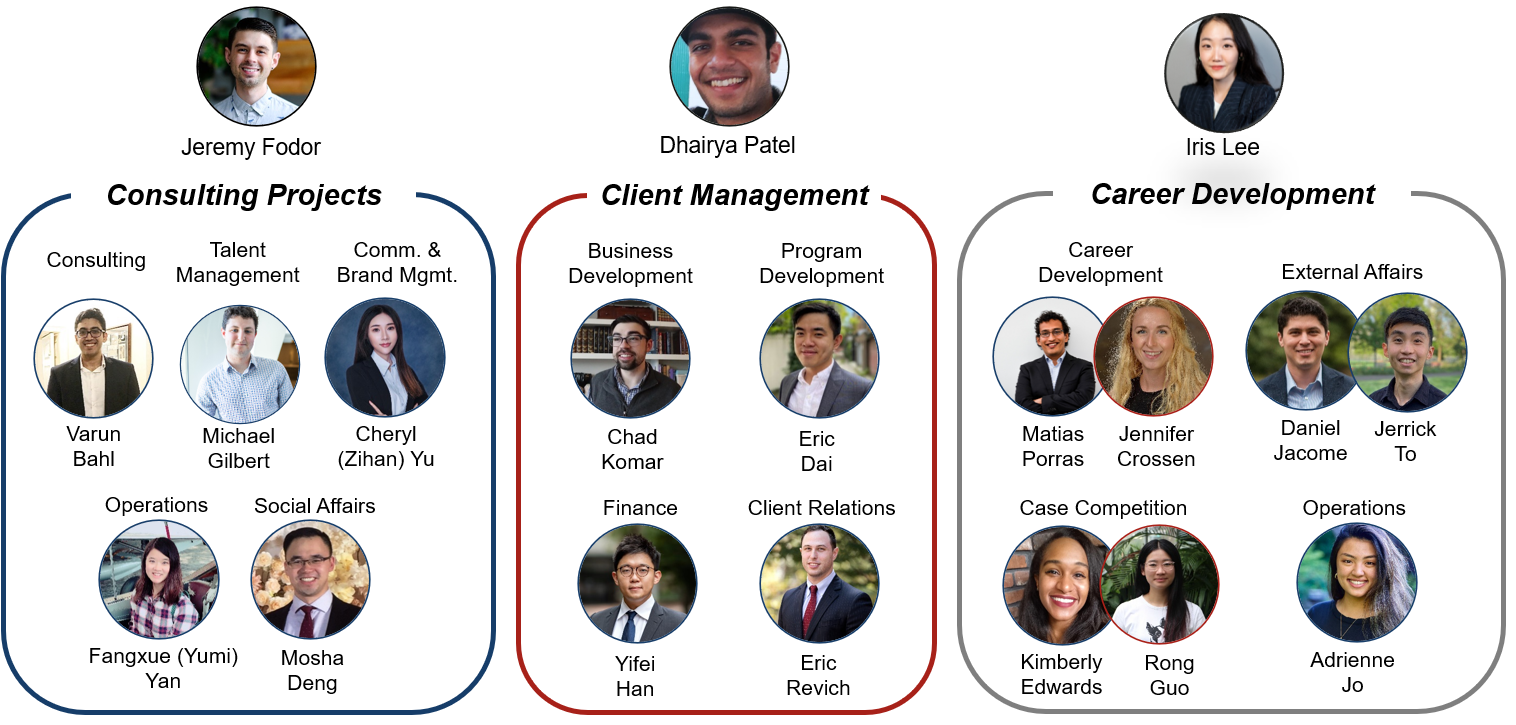 Jeremy Fodor
Dhairya Patel
Iris Lee
Consulting Projects
Client Management
Career Development
Consulting
Talent
Management
Comm. &
Brand Mgmt.
Varun
Bahl
Michael
Gilbert
Cheryl
(Zihan) Yu
Operations
Social Affairs
Fangxue (Yumi)
Yan
Mosha
Deng
Business
Development
Program
Development
Chad
Komar
Eric
Dai
Finance
Client Relations
Yifei
Han
Eric
Revich
Career
Development
External Affairs
Matias
Porras
Jennifer
Crossen
Daniel
Jacome
Jerrick
To
Case Competition
Operations
Kimberly
Edwards
Rong
Guo
Adrienne
Jo